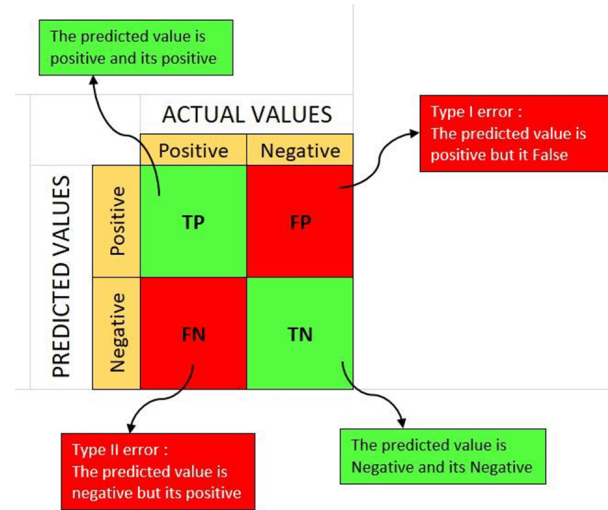 The predicted value is
positive and its positive
ACTUAL VALUES
Type I error :
The predicted value is
positive but it False
Positive Negative
PREDICTED VALUES
Positive
TP FP
Negative
FN TN
Type II error :
The predicted value is
negative but its positive
The predicted value is
Negative and its Negative